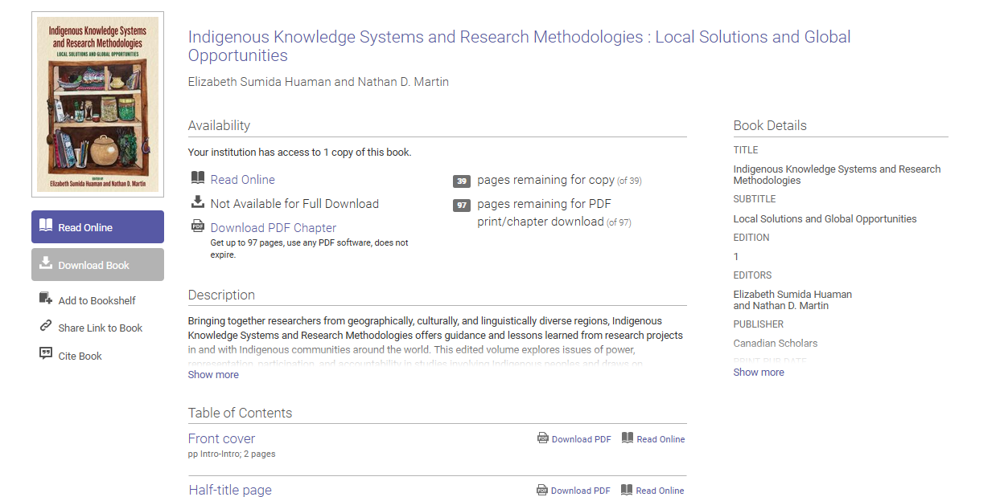 Indigenous Knowledge Systems
and Research Methodologies
LOCAL SOLUTIONS AND GLOBAL OPPORTUNITIES
EDITED BY
Elizabeth Sumida Huaman and Nathan D. Martin
Read Online
Download Book
Add to Bookshelf
Share Link to Book
Cite Book
Indigenous Knowledge Systems and Research Methodologies : Local Solutions and Global
Opportunities
Elizabeth Sumida Huaman and Nathan D. Martin
Availability
Your institution has access to 1 copy of this book.
Read Online
Not Available for Full Download
PDF Download PDF Chapter
Get up to 97 pages, use any PDF software, does not
expire.
39 pages remaining for copy (of 39)
97 pages remaining for PDF
print/chapter download (of 97)
Description
Bringing together researchers from geographically, culturally, and linguistically diverse regions, Indigenous
Knowledge Systems and Research Methodologies offers guidance and lessons learned from research projects
in and with Indigenous communities around the world. This edited volume explores issues of power,
representation, participation, and accountability in studies involving Indigenous peoples and draws on
Show more
Table of Contents
Front cover
PDF Download PDF Read Online
pp Intro-Intro; 2 pages
Half-title page
PDF Download PDF Read Online
Book Details
TITLE
Indigenous Knowledge Systems and Research
Methodologies
SUBTITLE
Local Solutions and Global Opportunities
EDITION
1
EDITORS
Elizabeth Sumida Huaman
and Nathan D. Martin
PUBLISHER
Canadian Scholars
PRINT PUB DATE
Show more